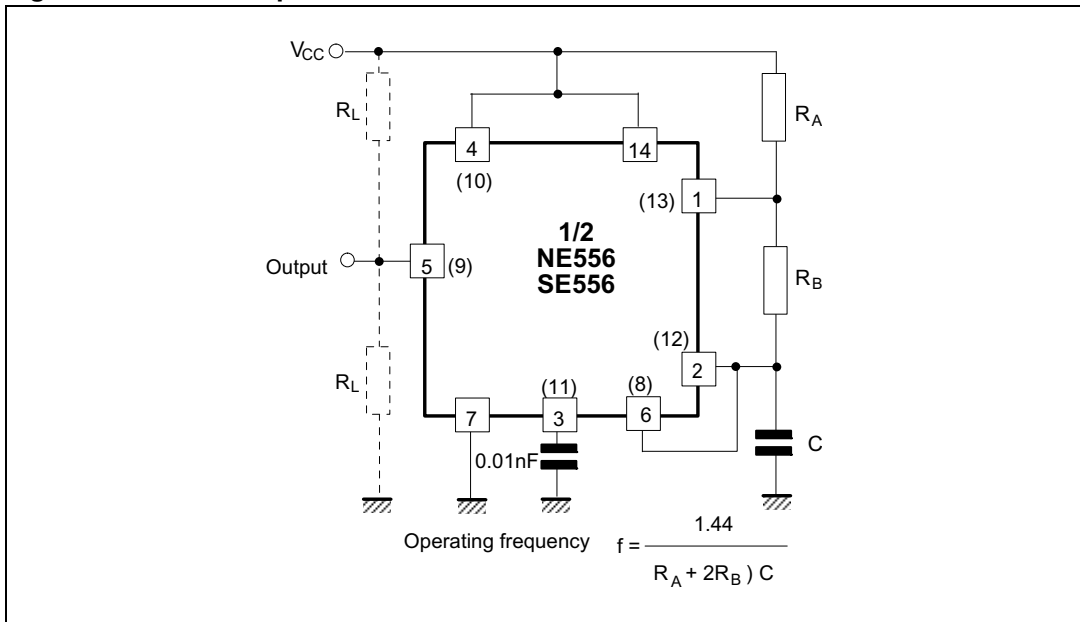 VCC
RL
RA
4
14
(10)
(13)
1
1/2
NE556
SE556
Output
5
(9)
RB
(12)
2
RL
(11)
(8)
7
3
6
0.01nF
C
Operating frequency
f =
1.44
RA + 2RB ) C